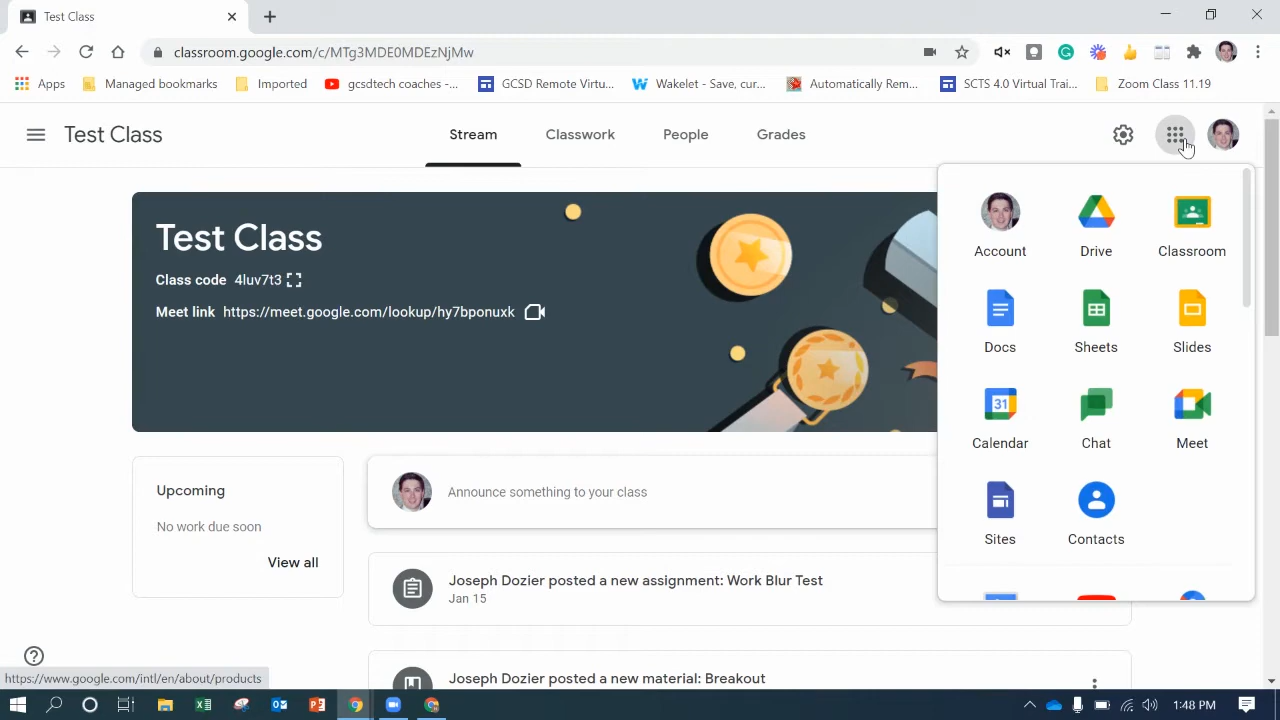 Test Class
classroom.google.com/c/MTg3MDE0MDEzNjMw
Apps
Managed bookmarks
Imported
gcsdtech coaches -...
GCSD Remote Virtu...
Wakelet - Save, cur...
Automatically Rem...
SCTS 4.0 Virtual Trai...
Zoom Class 11.19
Test Class
Stream
Classwork
People
Grades
Test Class
Class code 4luv7t3
Meet link https://meet.google.com/lookup/hy7bponuxk
Account
Drive
Classroom
Docs
Sheets
Slides
31
Calendar
Chat
Meet
Sites
Contacts
Upcoming
No work due soon
View all
Announce something to your class
Joseph Dozier posted a new assignment: Work Blur Test
Jan 15
Joseph Dozier posted a new material: Breakout
https://www.google.com/intl/en/about/products
1:48 PM